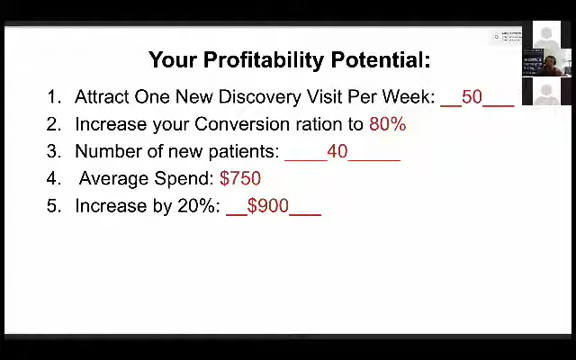 Your Profitability Potential:
1. Attract One New Discovery Visit Per Week: __50___
2. Increase your Conversion ration to 80%
3. Number of new patients: ____40_____
4. Average Spend: $750
5. Increase by 20%: __$900___